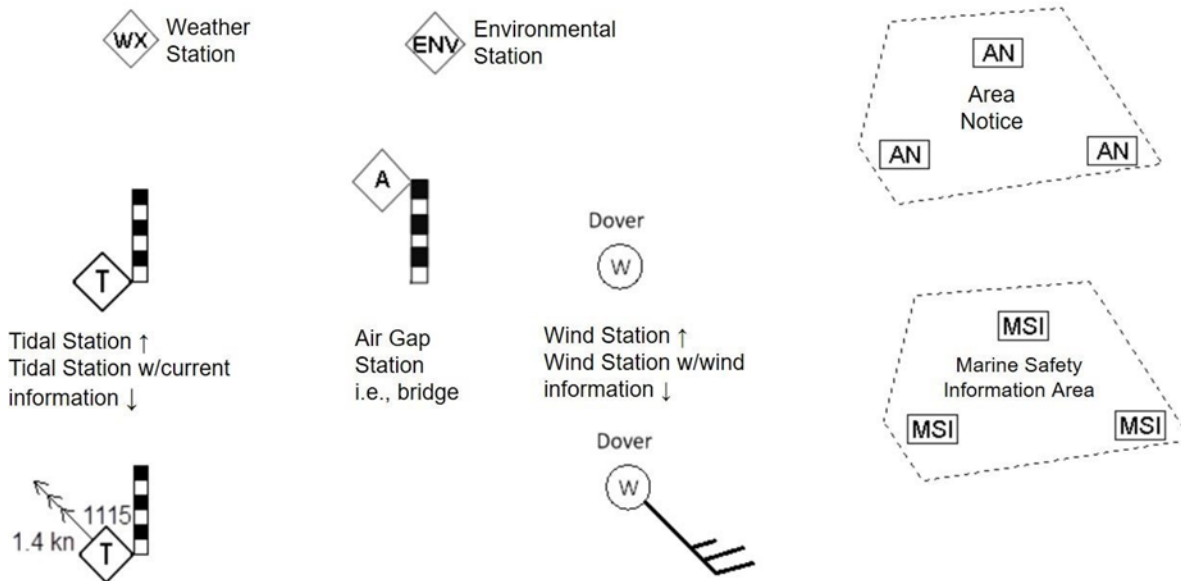 WX
Weather
Station
ENV
Environmental
Station
AN
Area
Notice
AN
AN
A
T
Dover
W
Tidal Station ↑
Tidal Station w/current
information ↓
Air Gap
Station
i.e., bridge
Wind Station ↑
Wind Station w/wind
information ↓
MSI
Marine Safety
Information Area
MSI
MSI
1115
1.4 kn
T
Dover
W